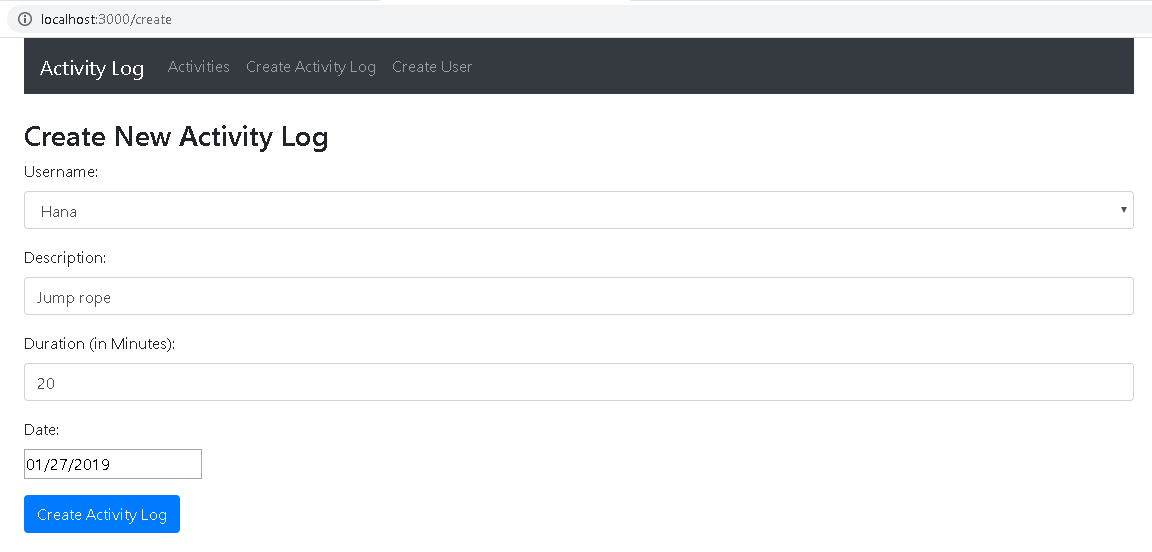 localhost:3000/create
Activity Log Activities Create Activity Log Create User
Create New Activity Log
Username:
Hana
Description:
Jump rope
Duration (in Minutes):
20
Date:
01/27/2019
Create Activity Log